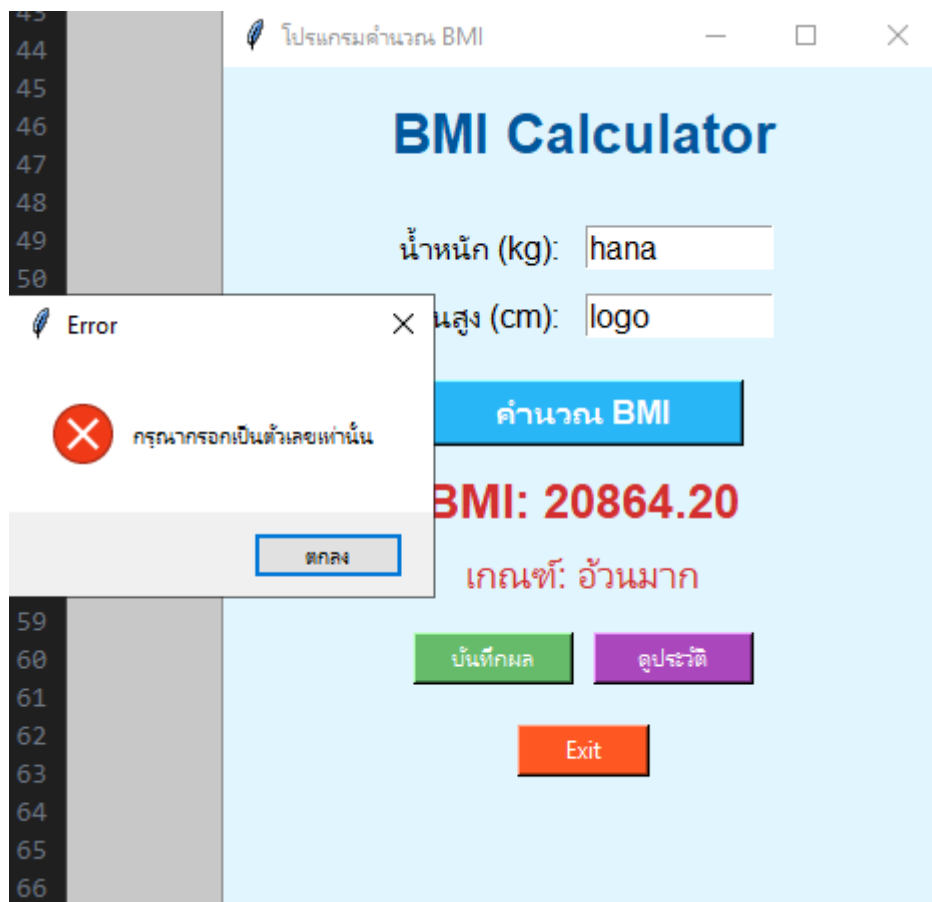 43
44
45
46
47
48
49
50
59
60
61
62
63
64
65
66
โปรแกรมคำนวณ BMI
BMI Calculator
น้ำหนัก (kg): hana
นสูง (cm): logo
คำนวณ BMI
BMI: 20864.20
เกณฑ์: อ้วนมาก
บันทึกผล ดูประวัติ
Exit
Error
กรุณากรอกเป็นตัวเลขเท่านั้น
ตกลง